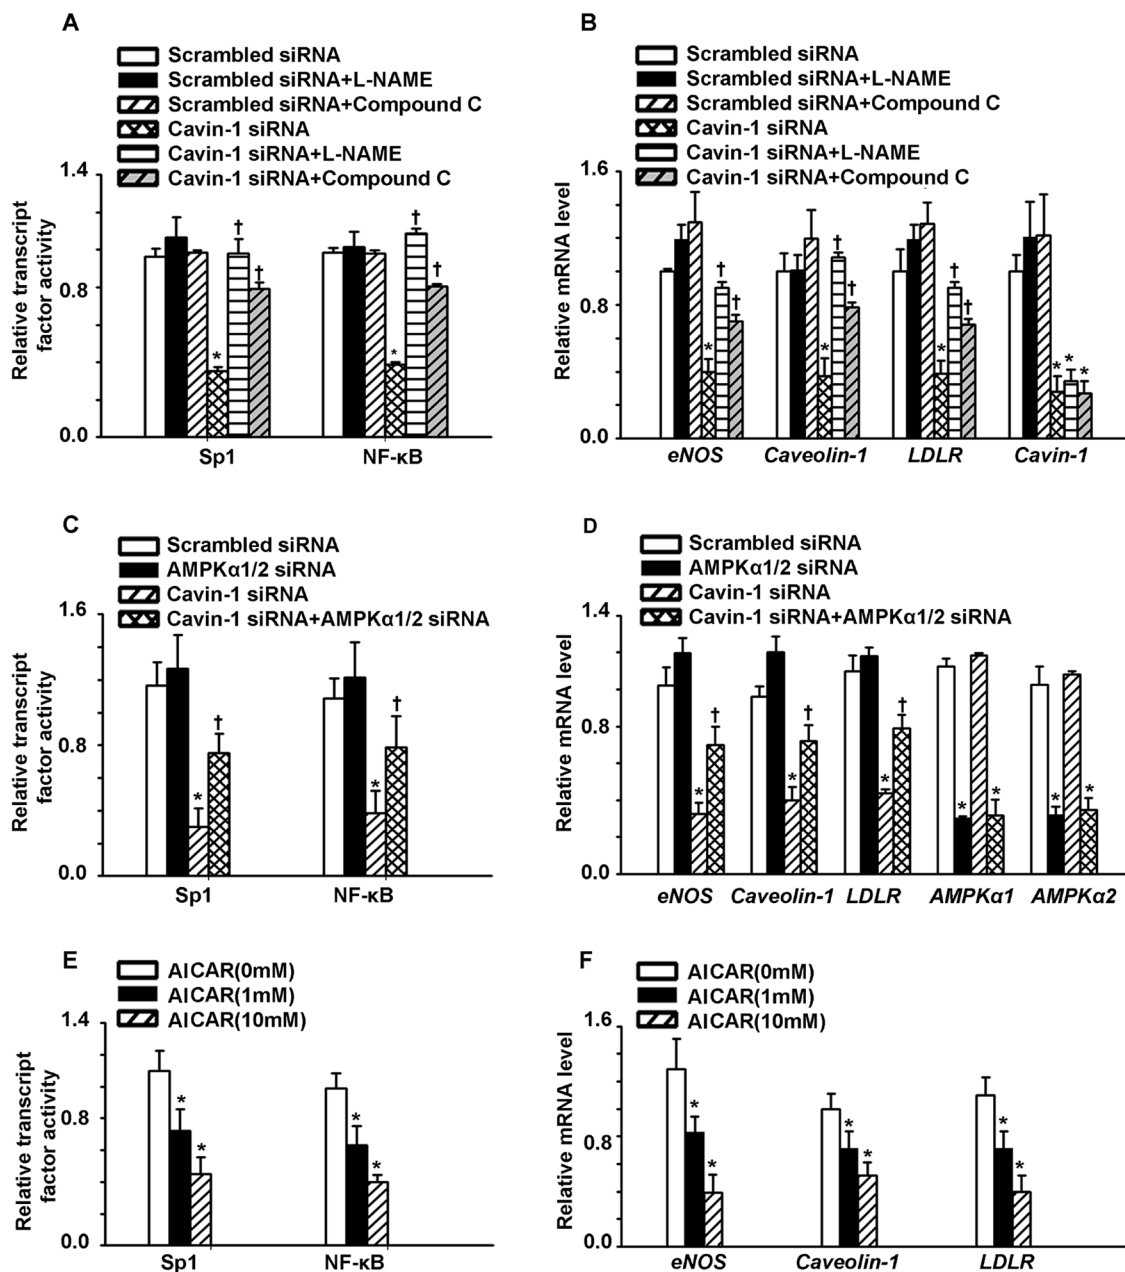 A
Scrambled siRNA
Scrambled siRNA+L-NAME
Scrambled siRNA+Compound C
Cavin-1 siRNA
Cavin-1 siRNA+L-NAME
Cavin-1 siRNA+Compound C
Relative transcript
factor activity
1.4
0.8
0.0
*
†
†
*
†
†
Sp1
NF-κB
B
Scrambled siRNA
Scrambled siRNA+L-NAME
Scrambled siRNA+Compound C
Cavin-1 siRNA
Cavin-1 siRNA+L-NAME
Cavin-1 siRNA+Compound C
Relative mRNA level
1.6
0.8
0.0
*
†
†
*
†
†
*
†
†
*
*
*
eNOS
Caveolin-1
LDLR
Cavin-1
C
Scrambled siRNA
AMPKα1/2 siRNA
Cavin-1 siRNA
Cavin-1 siRNA+AMPKα1/2 siRNA
Relative transcript
factor activity
1.6
0.8
0.0
*
†
*
†
Sp1
NF-κB
D
Scrambled siRNA
AMPKα1/2 siRNA
Cavin-1 siRNA
Cavin-1 siRNA+AMPKα1/2 siRNA
Relative mRNA level
1.4
0.8
0.0
*
†
*
†
*
†
*
*
*
*
eNOS
Caveolin-1
LDLR
AMPKα1
AMPKα2
E
AICAR(0mM)
AICAR(1mM)
AICAR(10mM)
Relative transcript
factor activity
1.4
0.8
0.0
*
*
*
*
Sp1
NF-κB
F
AICAR(0mM)
AICAR(1mM)
AICAR(10mM)
Relative mRNA level
1.6
0.8
0.0
*
*
*
*
*
*
eNOS
Caveolin-1
LDLR